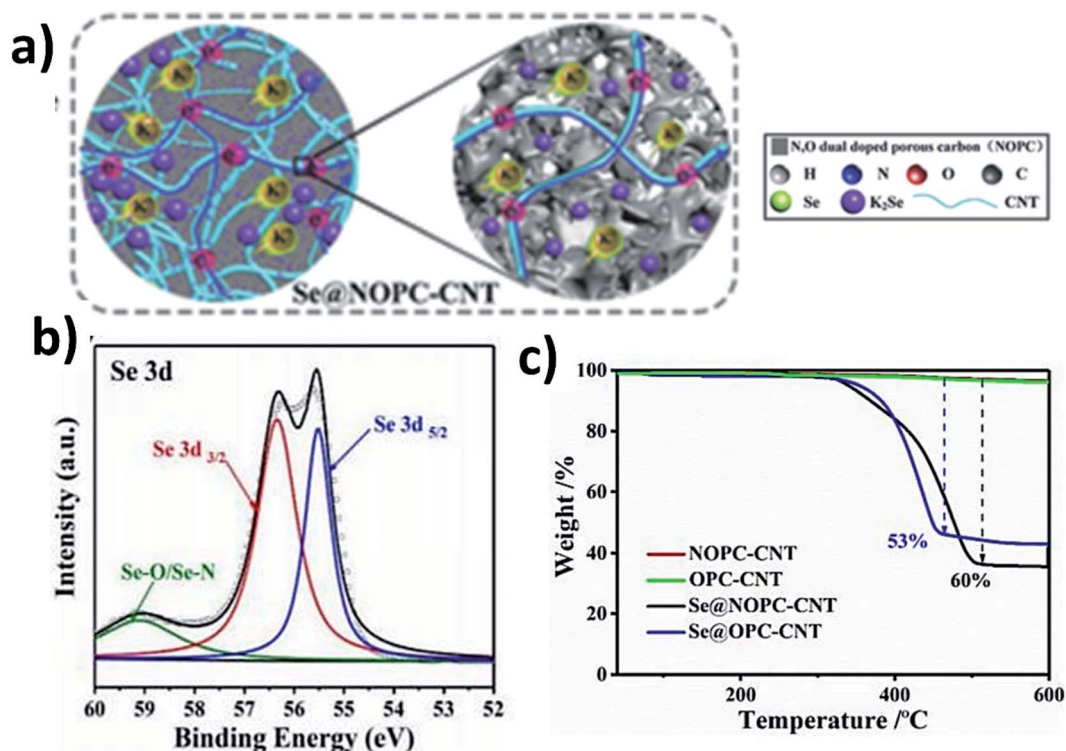 a)
K⁺ K⁺ K⁺ K⁺ K⁺ K⁺ K⁺
Se@NOPC-CNT
N,O dual doped porous carbon (NOPC)
H N O C
Se K₂Se CNT
b)
Se 3d
Se 3d 5/2
Se 3d 3/2
Se-O/Se-N
Intensity (a.u.)
60 59 58 57 56 55 54 53 52
Binding Energy (eV)
c)
100
80
60
40
20
0
Weight /%
53%
60%
NOPC-CNT
OPC-CNT
Se@NOPC-CNT
Se@OPC-CNT
200 400 600
Temperature /ºC